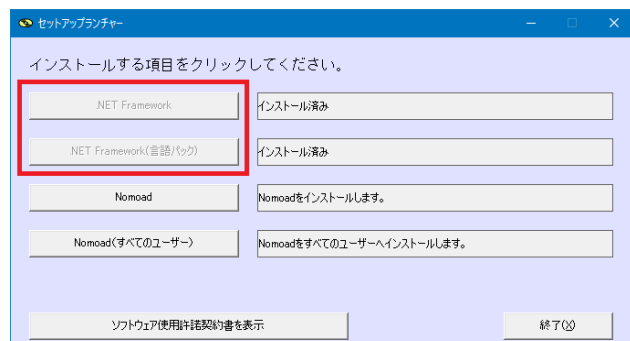 セットアップランチャー
インストールする項目をクリックしてください。
.NET Framework
インストール済み
.NET Framework(言語パック)
インストール済み
Nomoad
Nomoadをインストールします。
Nomoad(すべてのユーザー)
Nomoadをすべてのユーザーへインストールします。
ソフトウェア使用許諾契約書を表示
終了(X)